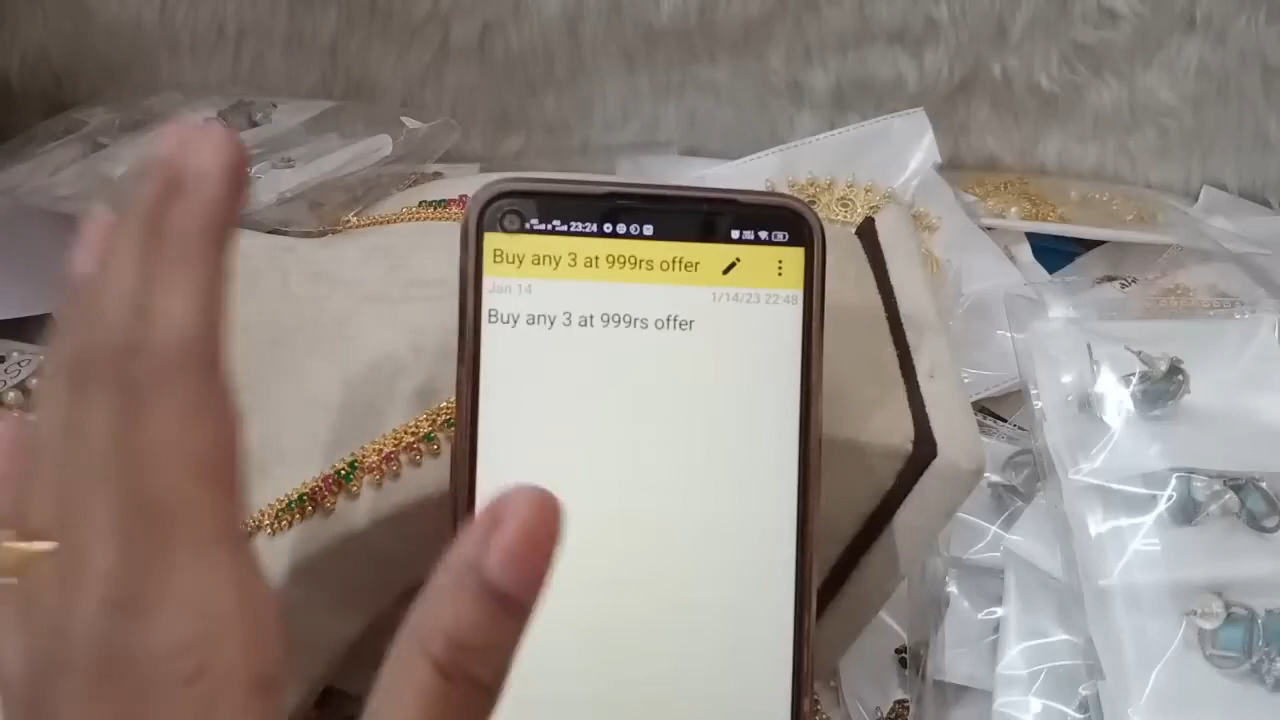 23:24
Buy any 3 at 999rs offer
Jan 14
1/14/23 22:48
Buy any 3 at 999rs offer